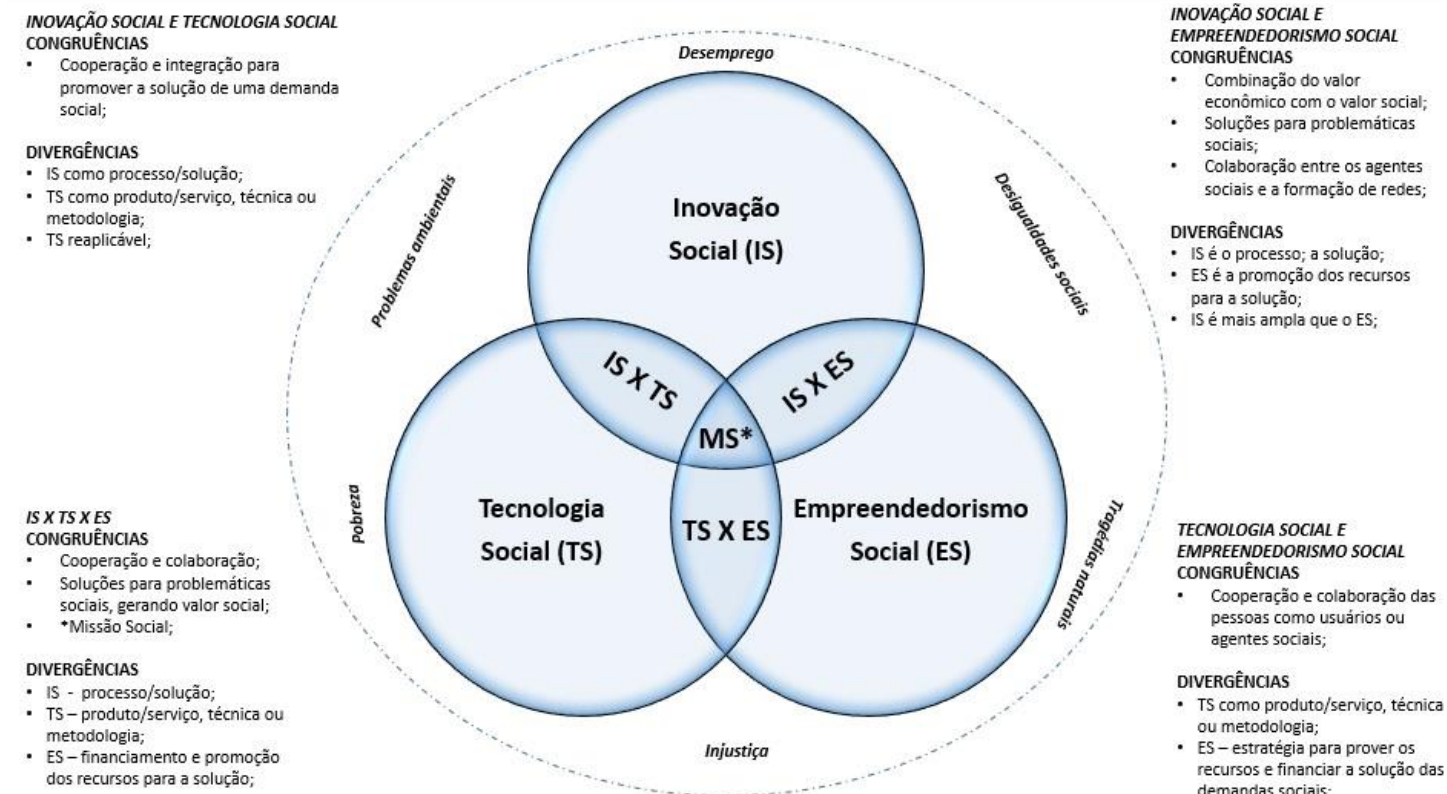 INOVAÇÃO SOCIAL E TECNOLOGIA SOCIAL
CONGRUÊNCIAS
• Cooperação e integração para
promover a solução de uma demanda
social;
DIVERGÊNCIAS
• IS como processo/solução;
• TS como produto/serviço, técnica ou
metodologia;
• TS reaplicável;
INOVAÇÃO SOCIAL E
EMPREENDEDORISMO SOCIAL
CONGRUÊNCIAS
• Combinação do valor
econômico com o valor social;
• Soluções para problemáticas
sociais;
• Colaboração entre os agentes
sociais e a formação de redes;
DIVERGÊNCIAS
• IS é o processo; a solução;
• ES é a promoção dos recursos
para a solução;
• IS é mais ampla que o ES;
Desemprego
Problemas ambientais
Desigualdades sociais
Inovação
Social (IS)
IS X TS
IS X ES
MS*
Tecnologia
Social (TS)
TS X ES
Empreendedorismo
Social (ES)
Pobreza
Tragédias naturais
Injustiça
IS X TS X ES
CONGRUÊNCIAS
• Cooperação e colaboração;
• Soluções para problemáticas
sociais, gerando valor social;
• *Missão Social;
DIVERGÊNCIAS
• IS - processo/solução;
• TS – produto/serviço, técnica ou
metodologia;
• ES – financiamento e promoção
dos recursos para a solução;
TECNOLOGIA SOCIAL E
EMPREENDEDORISMO SOCIAL
CONGRUÊNCIAS
• Cooperação e colaboração das
pessoas como usuários ou
agentes sociais;
DIVERGÊNCIAS
• TS como produto/serviço, técnica
ou metodologia;
• ES – estratégia para prover os
recursos e financiar a solução das
demandas sociais;